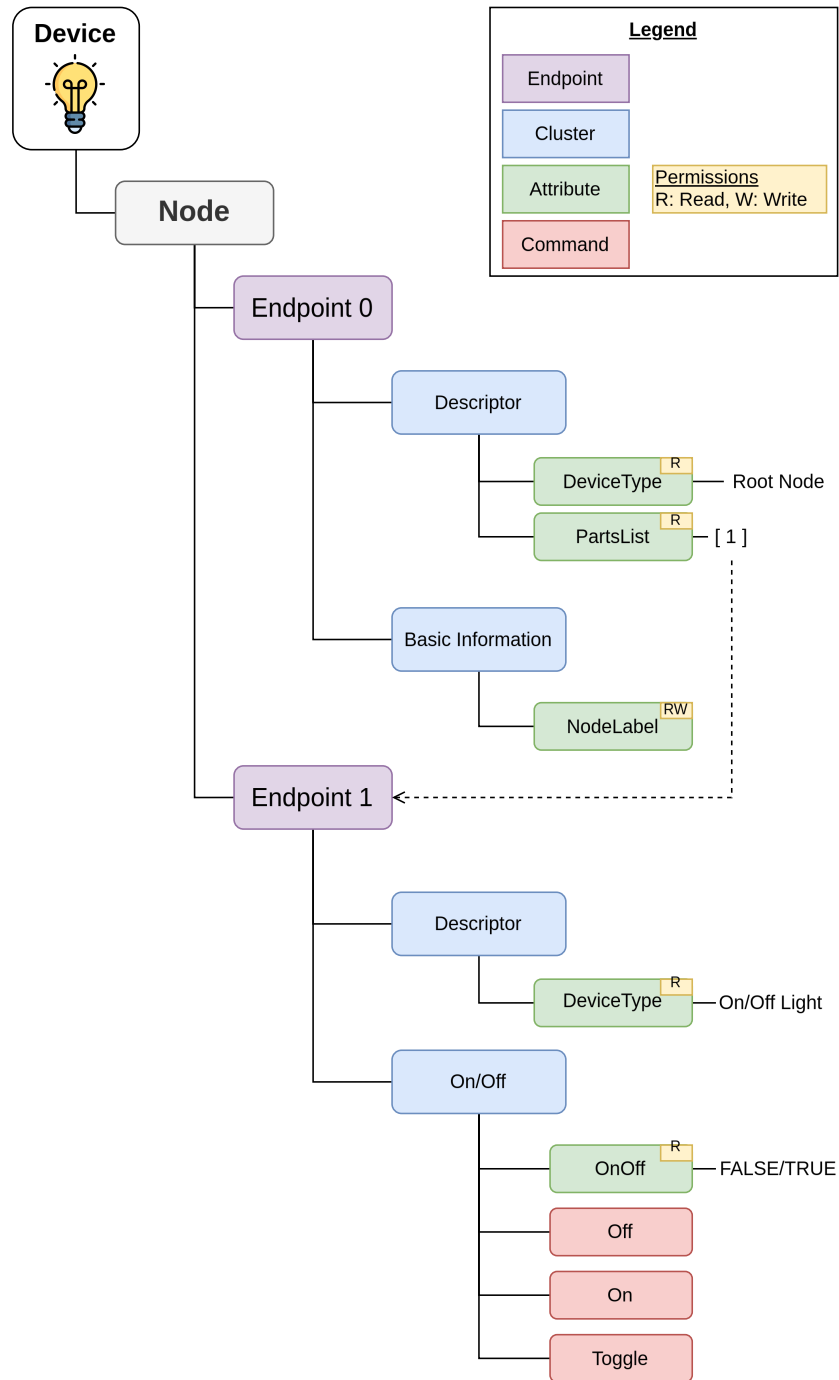 Device
Legend
Endpoint
Cluster
Attribute
Permissions
R: Read, W: Write
Command
Node
Endpoint 0
Descriptor
R
DeviceType
Root Node
R
PartsList
[ 1 ]
Basic Information
RW
NodeLabel
Endpoint 1
Descriptor
R
DeviceType
On/Off Light
On/Off
R
OnOff
FALSE/TRUE
Off
On
Toggle